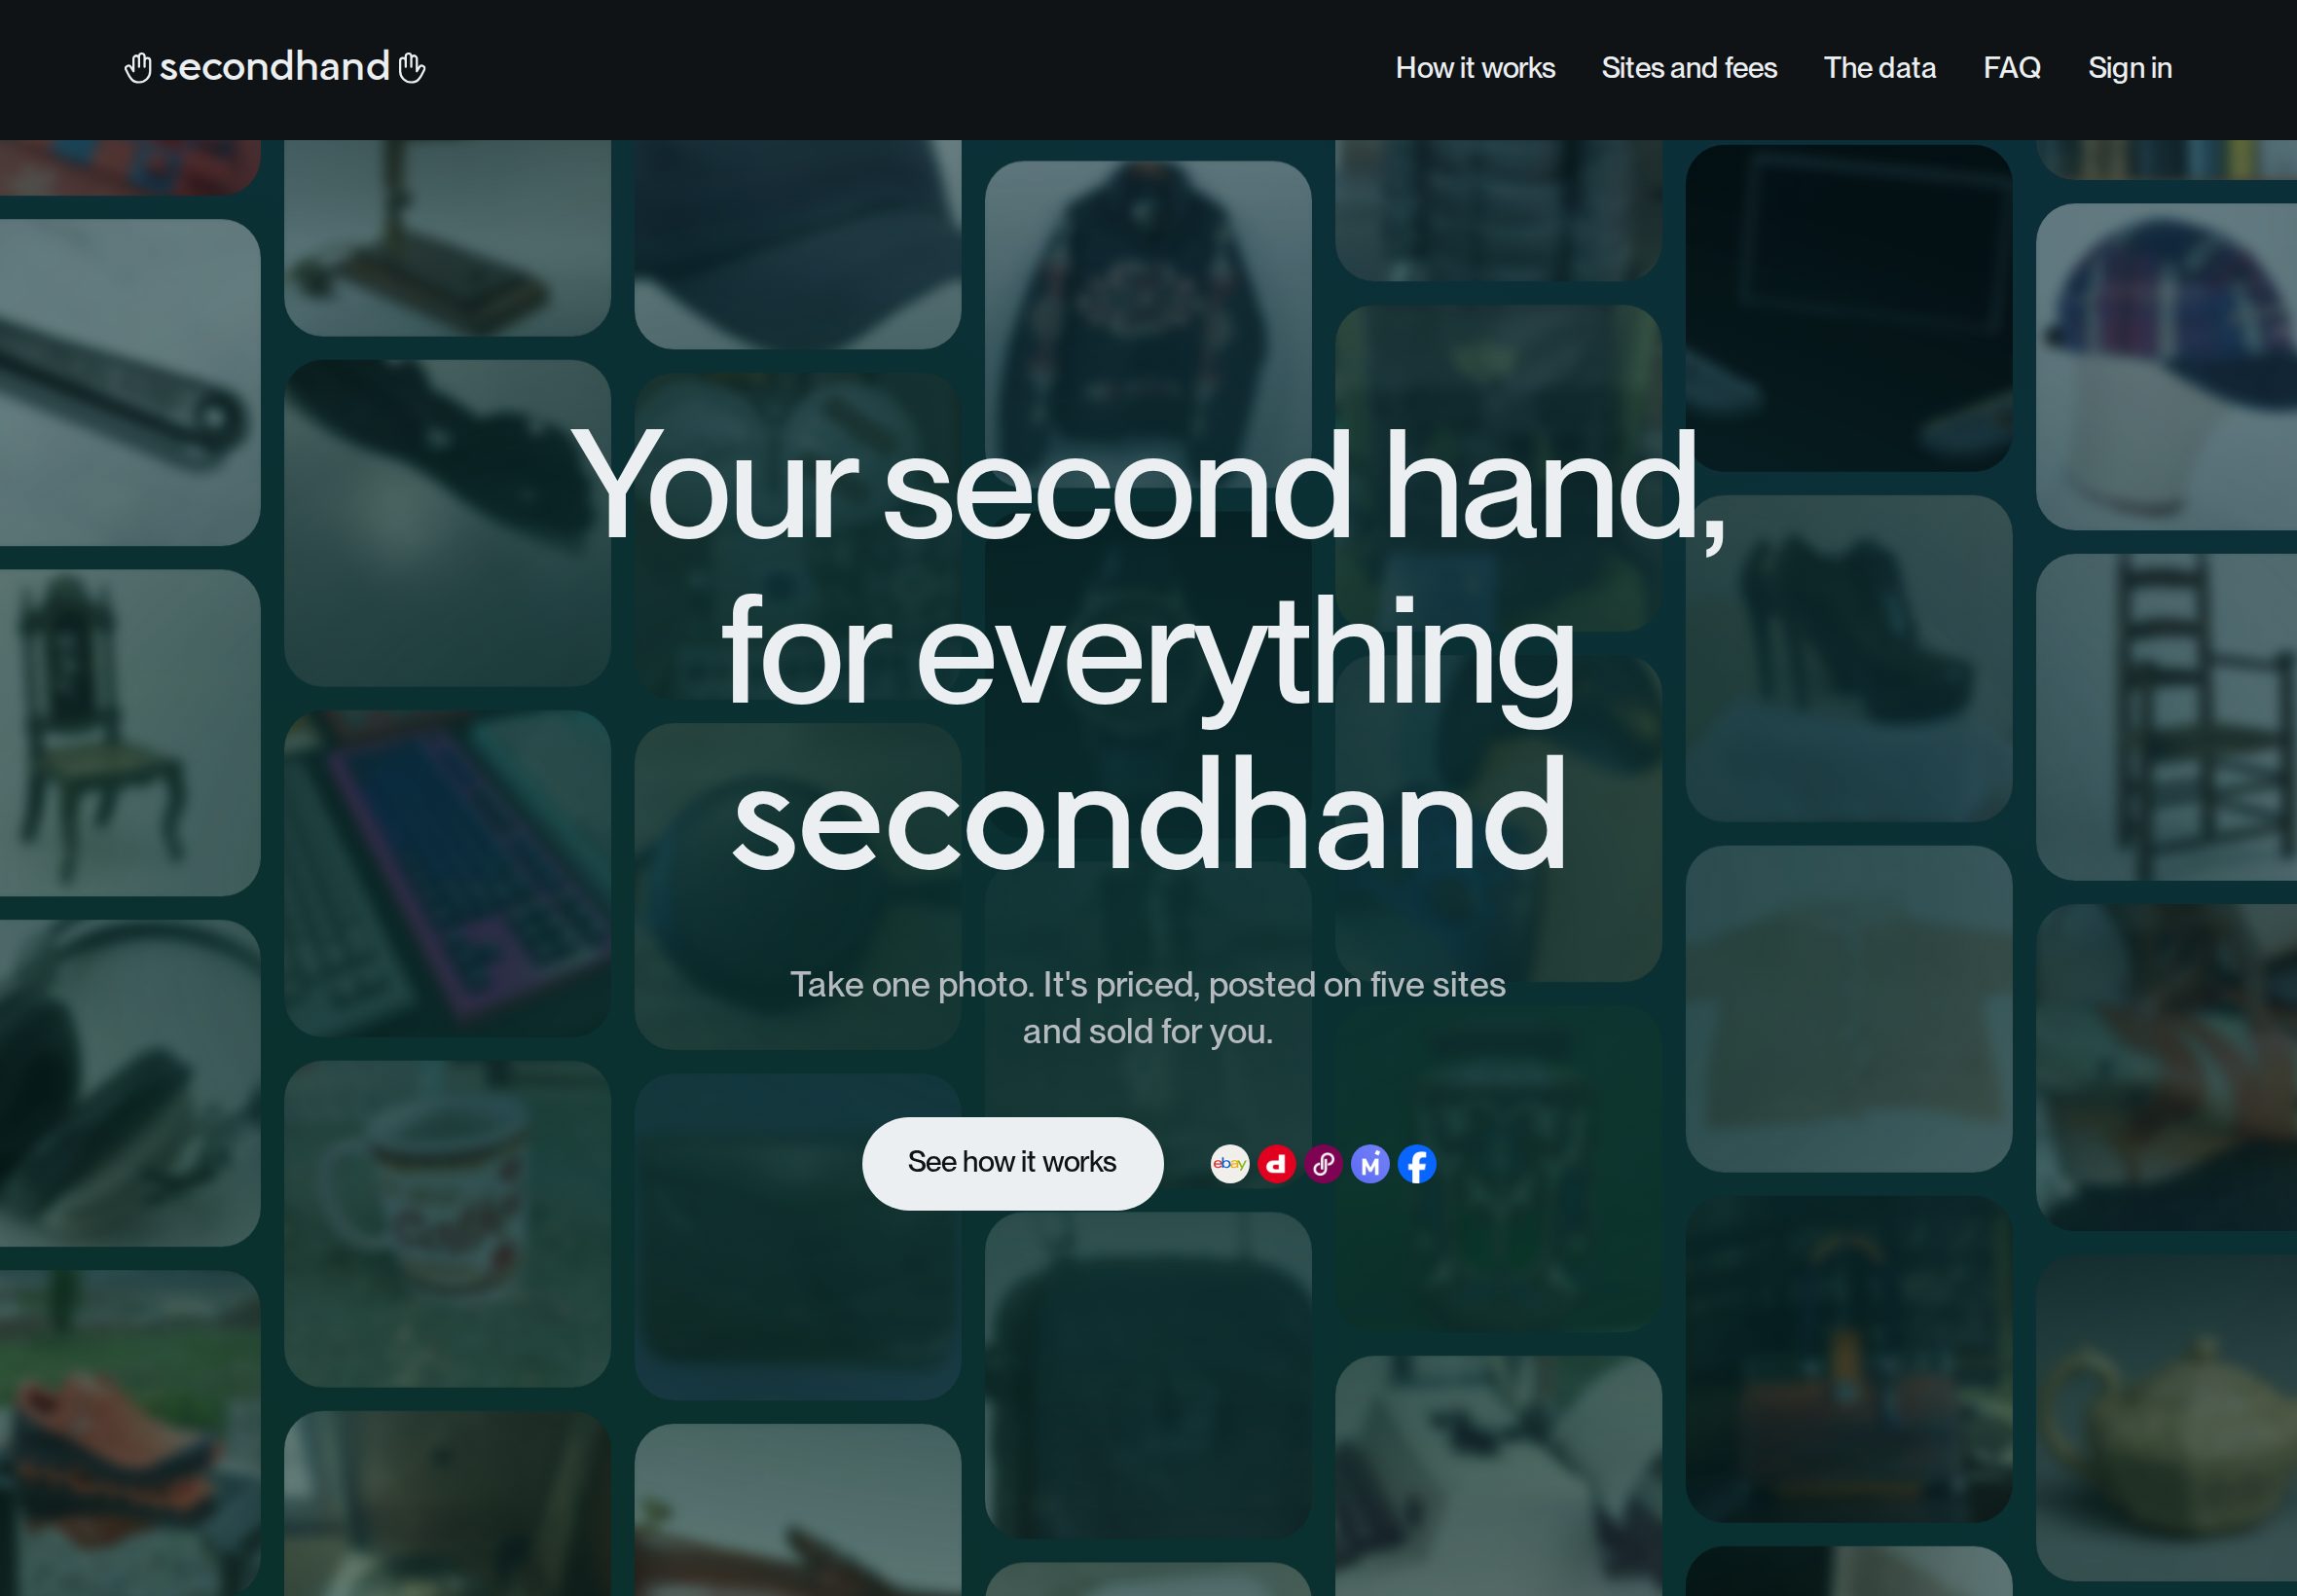 secondhand
How it works
Sites and fees
The data
FAQ
Sign in
Your second hand,
for everything
secondhand
Take one photo. It's priced, posted on five sites
and sold for you.
See how it works
ebay